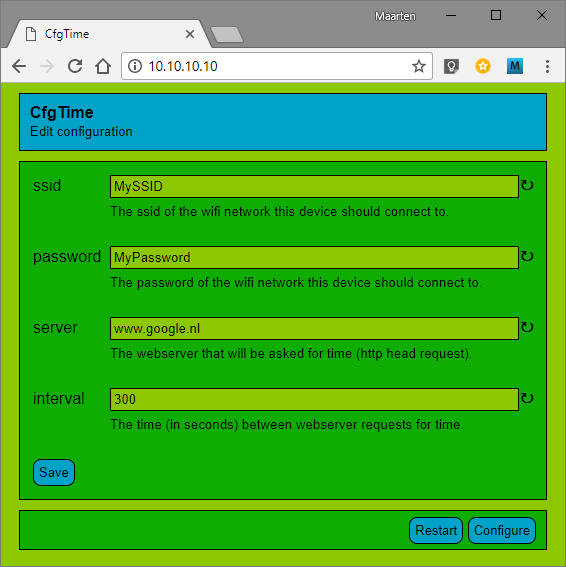 Maarten
CfgTime
10.10.10.10
M
CfgTime
Edit configuration
ssid MySSID
The ssid of the wifi network this device should connect to.
password MyPassword
The password of the wifi network this device should connect to.
server www.google.nl
The webserver that will be asked for time (http head request).
interval 300
The time (in seconds) between webserver requests for time.
Save
Restart Configure